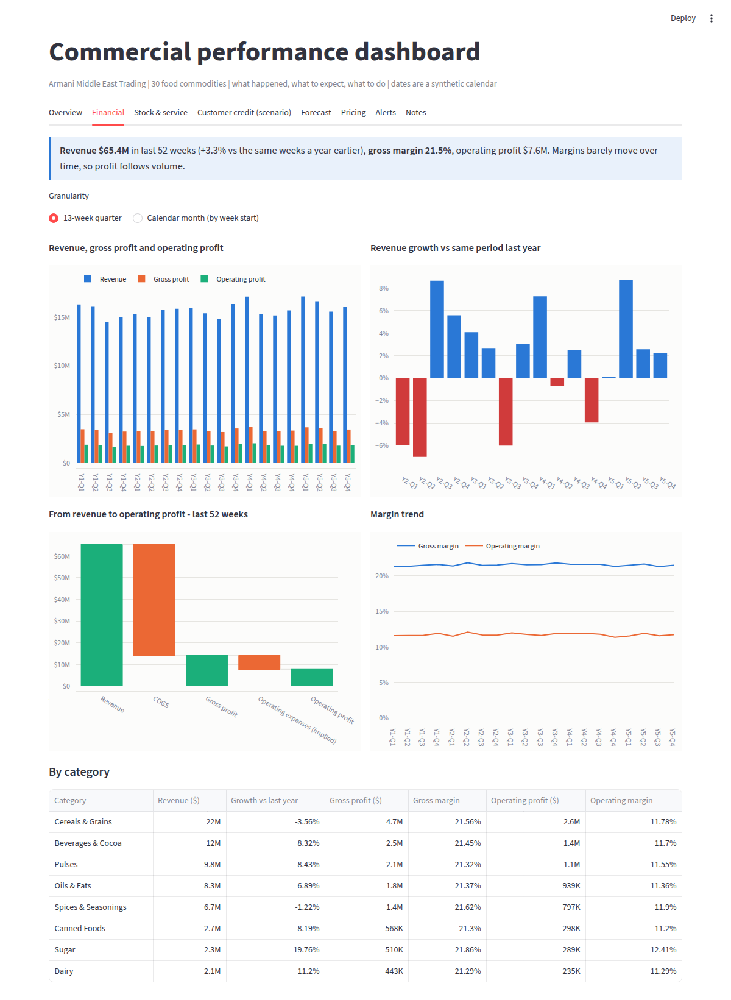 Deploy
Commercial performance dashboard
Armani Middle East Trading | 30 food commodities | what happened, what to expect, what to do | dates are a synthetic calendar
Overview Financial Stock & service Customer credit (scenario) Forecast Pricing Alerts Notes
Revenue $65.4M in last 52 weeks (+3.3% vs the same weeks a year earlier), gross margin 21.5%, operating profit $7.6M. Margins barely move over
time, so profit follows volume.
Granularity
13-week quarter Calendar month (by week start)
Revenue, gross profit and operating profit
Revenue Gross profit Operating profit
$15M
$10M
$5M
$0
Y1-Q1 Y1-Q2 Y1-Q3 Y1-Q4 Y2-Q1 Y2-Q2 Y2-Q3 Y2-Q4 Y3-Q1 Y3-Q2 Y3-Q3 Y3-Q4 Y4-Q1 Y4-Q2 Y4-Q3 Y4-Q4 Y5-Q1 Y5-Q2 Y5-Q3 Y5-Q4
Revenue growth vs same period last year
8%
6%
4%
2%
0%
−2%
−4%
−6%
Y2-Q1 Y2-Q2 Y2-Q3 Y2-Q4 Y3-Q1 Y3-Q2 Y3-Q3 Y3-Q4 Y4-Q1 Y4-Q2 Y4-Q3 Y4-Q4 Y5-Q1 Y5-Q2 Y5-Q3 Y5-Q4
From revenue to operating profit - last 52 weeks
$60M
$50M
$40M
$30M
$20M
$10M
$0
Revenue COGS Gross profit Operating expenses (implied) Operating profit
Margin trend
Gross margin Operating margin
20%
15%
10%
5%
0%
Y1-Q1 Y1-Q2 Y1-Q3 Y1-Q4 Y2-Q1 Y2-Q2 Y2-Q3 Y2-Q4 Y3-Q1 Y3-Q2 Y3-Q3 Y3-Q4 Y4-Q1 Y4-Q2 Y4-Q3 Y4-Q4 Y5-Q1 Y5-Q2 Y5-Q3 Y5-Q4
By category
Category Revenue ($) Growth vs last year Gross profit ($) Gross margin Operating profit ($) Operating margin
Cereals & Grains 22M -3.56% 4.7M 21.56% 2.6M 11.78%
Beverages & Cocoa 12M 8.32% 2.5M 21.45% 1.4M 11.7%
Pulses 9.8M 8.43% 2.1M 21.32% 1.1M 11.55%
Oils & Fats 8.3M 6.89% 1.8M 21.37% 939K 11.36%
Spices & Seasonings 6.7M -1.22% 1.4M 21.62% 797K 11.9%
Canned Foods 2.7M 8.19% 568K 21.3% 298K 11.2%
Sugar 2.3M 19.76% 510K 21.86% 289K 12.41%
Dairy 2.1M 11.2% 443K 21.29% 235K 11.29%